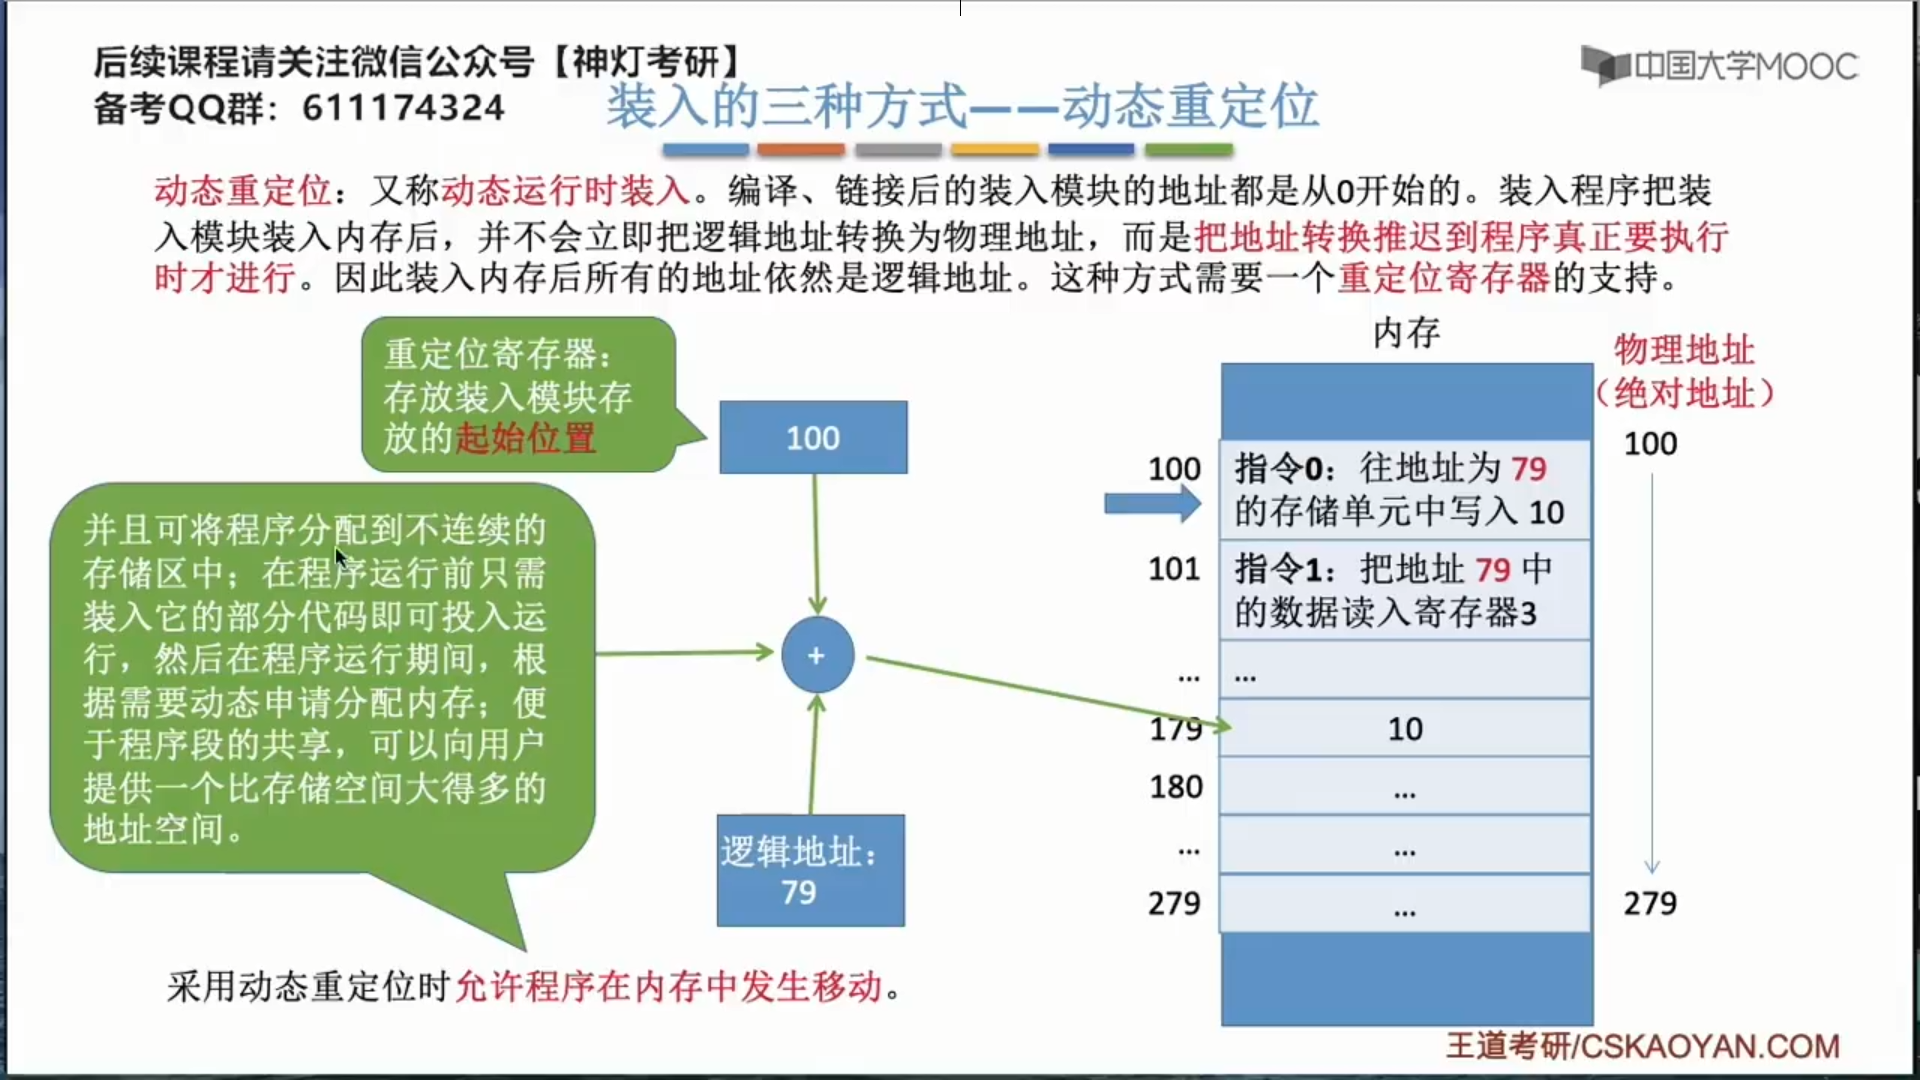 后续课程请关注微信公众号【神灯考研】
备考QQ群：611174324
中国大学MOOC
装入的三种方式——动态重定位
动态重定位：又称动态运行时装入。编译、链接后的装入模块的地址都是从0开始的。装入程序把装
入模块装入内存后，并不会立即把逻辑地址转换为物理地址，而是把地址转换推迟到程序真正要执行
时才进行。因此装入内存后所有的地址依然是逻辑地址。这种方式需要一个重定位寄存器的支持。
重定位寄存器：
存放装入模块存
放的起始位置
100
并且可将程序分配到不连续的
存储区中；在程序运行前只需
装入它的部分代码即可投入运
行，然后在程序运行期间，根
据需要动态申请分配内存；便
于程序段的共享，可以向用户
提供一个比存储空间大得多的
地址空间。
+
逻辑地址：
79
采用动态重定位时允许程序在内存中发生移动。
内存
物理地址
（绝对地址）
100
279
100
指令0：往地址为 79
的存储单元中写入 10
101
指令1：把地址 79 中
的数据读入寄存器3
...
...
179
10
180
...
...
...
279
...
王道考研/CSKAOYAN.COM